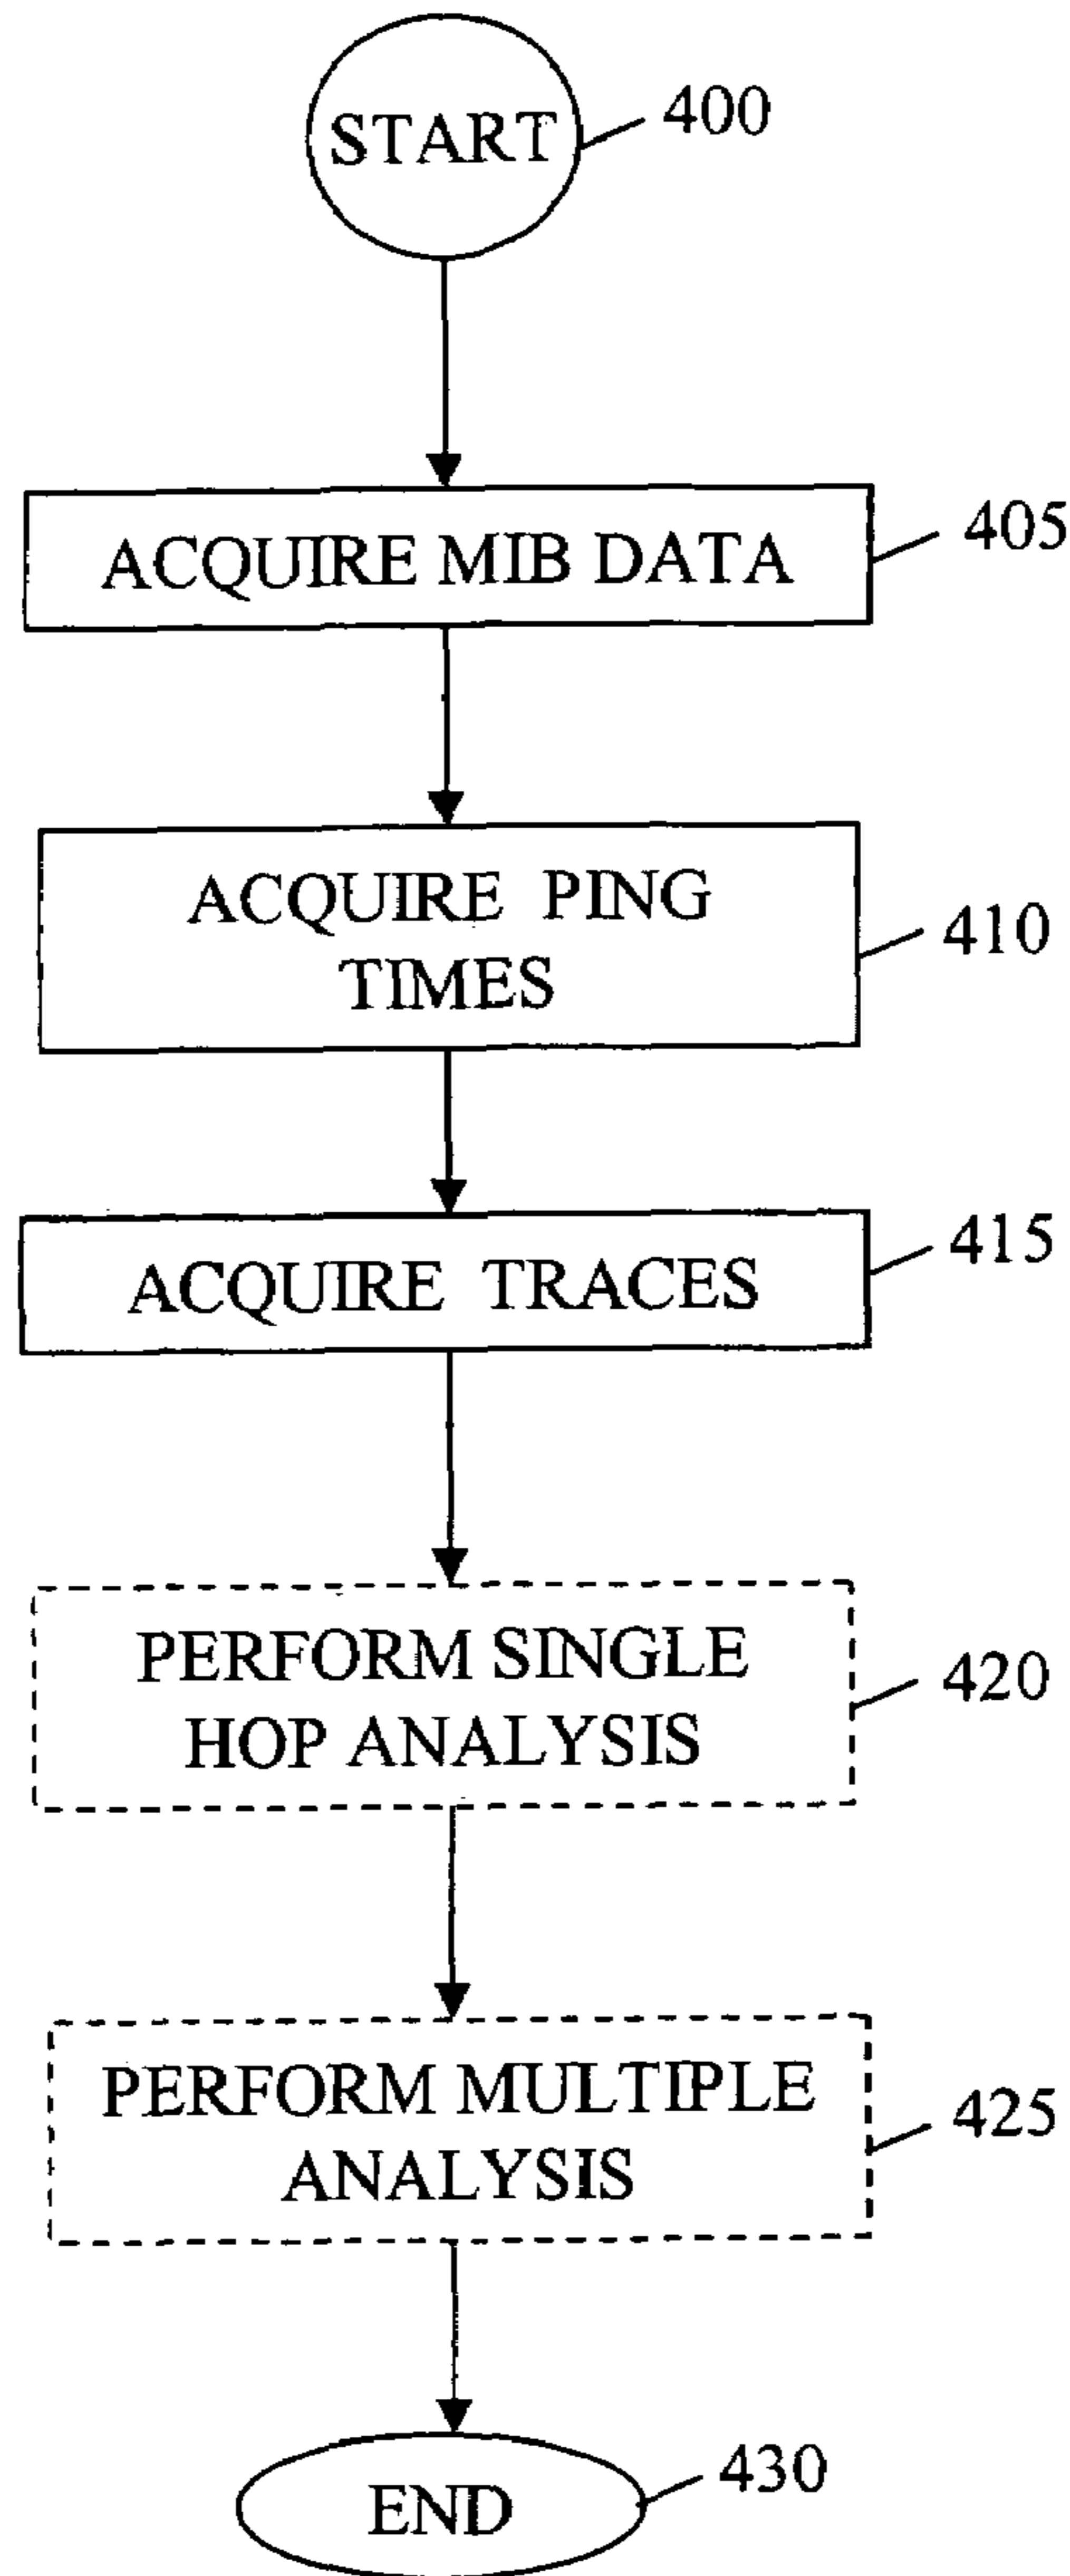 START
400
ACQUIRE MIB DATA
405
ACQUIRE PING
TIMES
410
ACQUIRE TRACES
415
PERFORM SINGLE
HOP ANALYSIS
420
PERFORM MULTIPLE
ANALYSIS
425
END
430